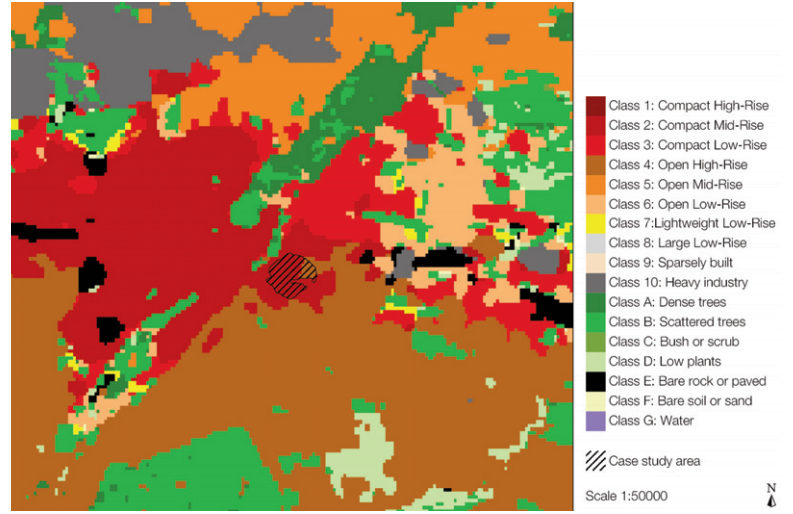 Class 1: Compact High-Rise
Class 2: Compact Mid-Rise
Class 3: Compact Low-Rise
Class 4: Open High-Rise
Class 5: Open Mid-Rise
Class 6: Open Low-Rise
Class 7:Lightweight Low-Rise
Class 8: Large Low-Rise
Class 9: Sparsely built
Class 10: Heavy industry
Class A: Dense trees
Class B: Scattered trees
Class C: Bush or scrub
Class D: Low plants
Class E: Bare rock or paved
Class F: Bare soil or sand
Class G: Water
Case study area
Scale 1:50000
N